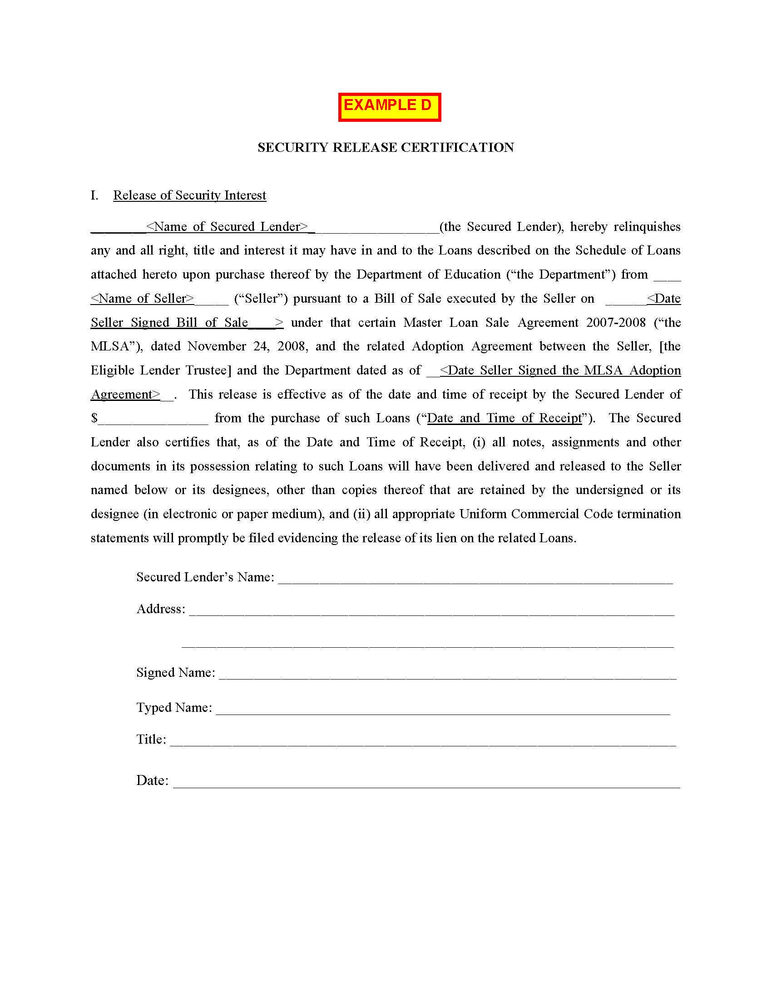 EXAMPLE D
SECURITY RELEASE CERTIFICATION
I. Release of Security Interest
________<Name of Secured Lender>___________________(the Secured Lender), hereby relinquishes
any and all right, title and interest it may have in and to the Loans described on the Schedule of Loans
attached hereto upon purchase thereof by the Department of Education (“the Department”) from ____
<Name of Seller>_____ (“Seller”) pursuant to a Bill of Sale executed by the Seller on ______<Date
Seller Signed Bill of Sale____> under that certain Master Loan Sale Agreement 2007-2008 (“the
MLSA”), dated November 24, 2008, and the related Adoption Agreement between the Seller, [the
Eligible Lender Trustee] and the Department dated as of __<Date Seller Signed the MLSA Adoption
Agreement>__. This release is effective as of the date and time of receipt by the Secured Lender of
$________________ from the purchase of such Loans (“Date and Time of Receipt”). The Secured
Lender also certifies that, as of the Date and Time of Receipt, (i) all notes, assignments and other
documents in its possession relating to such Loans will have been delivered and released to the Seller
named below or its designees, other than copies thereof that are retained by the undersigned or its
designee (in electronic or paper medium), and (ii) all appropriate Uniform Commercial Code termination
statements will promptly be filed evidencing the release of its lien on the related Loans.
Secured Lender’s Name: _________________________________________________________
Address: ______________________________________________________________________
_______________________________________________________________________
Signed Name: __________________________________________________________________
Typed Name: __________________________________________________________________
Title: _________________________________________________________________________
Date: ____________________________________________________________________